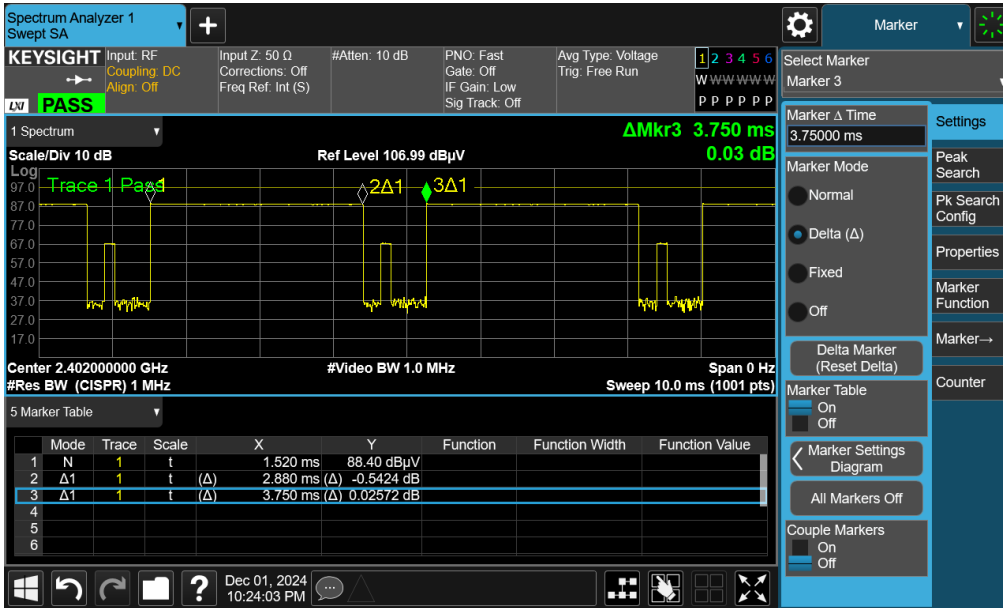 Spectrum Analyzer 1
Swept SA
+
Marker
KEYSIGHT
LXI
PASS
Input: RF
Coupling: DC
Align: Off
Input Z: 50 Ω
Corrections: Off
Freq Ref: Int (S)
#Atten: 10 dB
PNO: Fast
Gate: Off
IF Gain: Low
Sig Track: Off
Avg Type: Voltage
Trig: Free Run
1 2 3 4 5 6
W W W W W W
P P P P P P
Select Marker
Marker 3
1 Spectrum
ΔMkr3 3.750 ms
0.03 dB
Scale/Div 10 dB
Ref Level 106.99 dBµV
Log
Trace 1 Pass
1
2Δ1
3Δ1
97.0
87.0
77.0
67.0
57.0
47.0
37.0
27.0
17.0
Center 2.402000000 GHz
#Video BW 1.0 MHz
Span 0 Hz
#Res BW (CISPR) 1 MHz
Sweep 10.0 ms (1001 pts)
5 Marker Table
Mode Trace Scale X Y Function Function Width Function Value
1 N 1 t 1.520 ms 88.40 dBµV
2 Δ1 1 t (Δ) 2.880 ms (Δ) -0.5424 dB
3 Δ1 1 t (Δ) 3.750 ms (Δ) 0.02572 dB
4
5
6
Marker Δ Time
3.75000 ms
Marker Mode
Normal
Delta (Δ)
Fixed
Off
Delta Marker
(Reset Delta)
Marker Table
On
Off
Marker Settings
Diagram
All Markers Off
Couple Markers
On
Off
Settings
Peak
Search
Pk Search
Config
Properties
Marker
Function
Marker→
Counter
?
Dec 01, 2024
10:24:03 PM